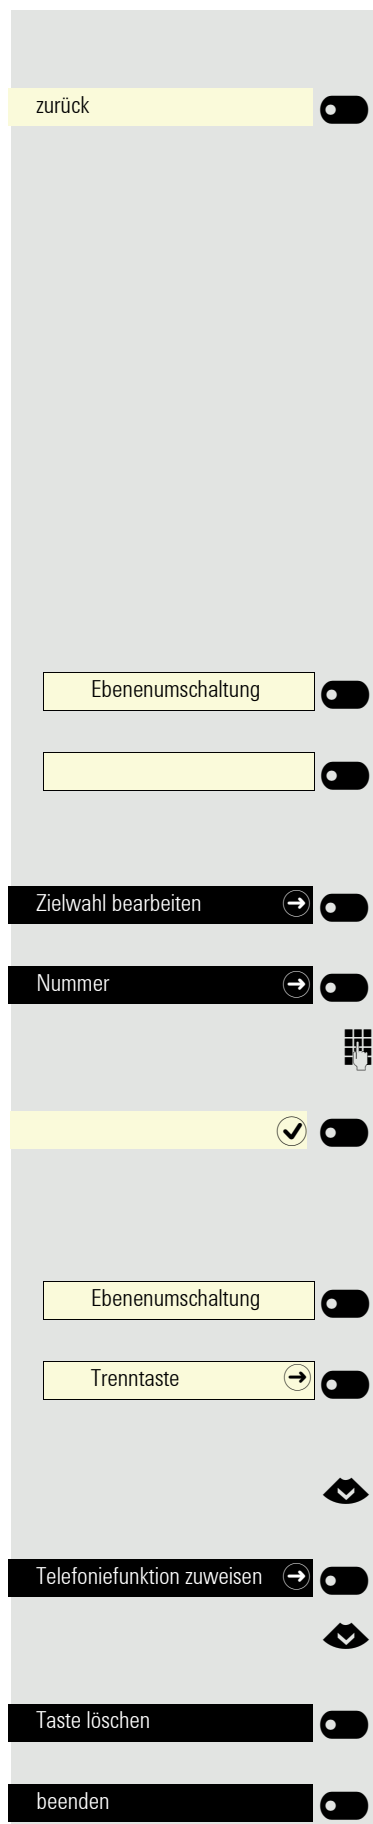 zurück
Ebenenumschaltung
Zielwahl bearbeiten
Nummer
Ebenenumschaltung
Trenntaste
Telefoniefunktion zuweisen
Taste löschen
beenden